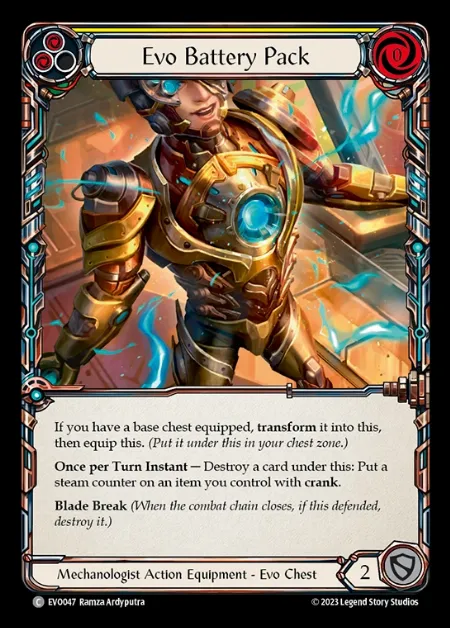 Evo Battery Pack
0
If you have a base chest equipped, transform it into this,
then equip this. (Put it under this in your chest zone.)
Once per Turn Instant — Destroy a card under this: Put a
steam counter on an item you control with crank.
Blade Break (When the combat chain closes, if this defended,
destroy it.)
Mechanologist Action Equipment - Evo Chest
2
C EVO047 Ramza Ardyputra
© 2023 Legend Story Studios